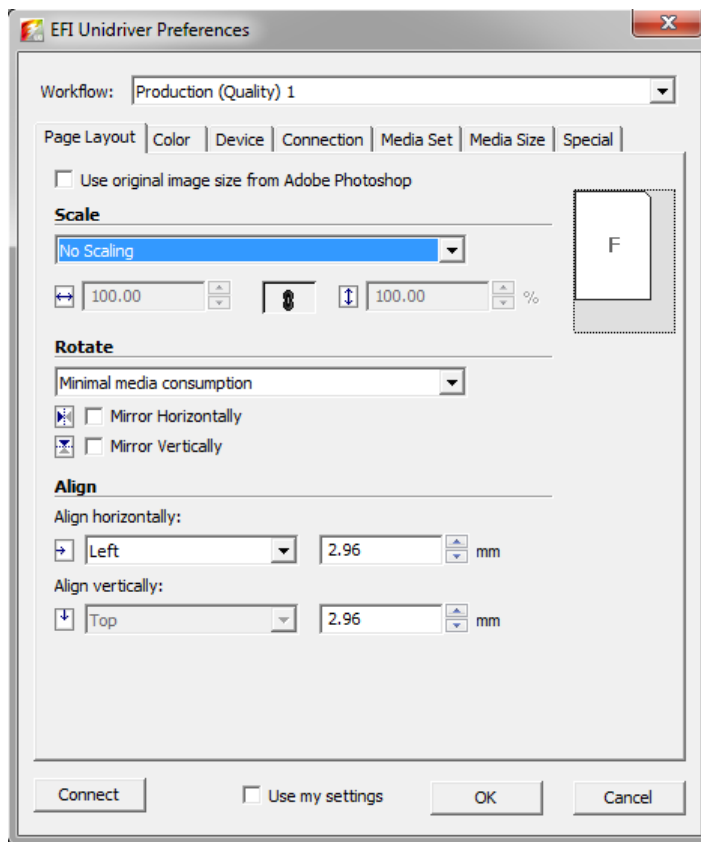 EFI Unidriver Preferences
Workflow: Production (Quality) 1
Page Layout Color Device Connection Media Set Media Size Special
Use original image size from Adobe Photoshop
Scale
No Scaling
F
100.00 100.00 %
Rotate
Minimal media consumption
Mirror Horizontally
Mirror Vertically
Align
Align horizontally:
Left 2.96 mm
Align vertically:
Top 2.96 mm
Connect Use my settings OK Cancel